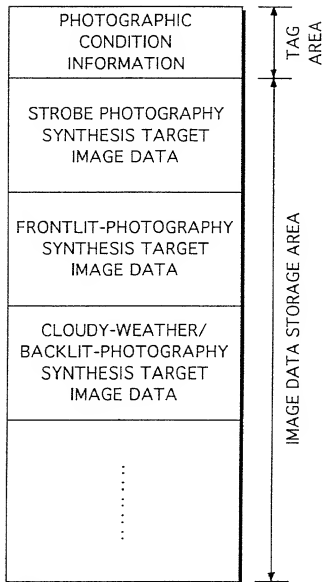 PHOTOGRAPHIC
CONDITION
INFORMATION
TAG
AREA
STROBE PHOTOGRAPHY
SYNTHESIS TARGET
IMAGE DATA
FRONTLIT-PHOTOGRAPHY
SYNTHESIS TARGET
IMAGE DATA
CLOUDY-WEATHER/
BACKLIT-PHOTOGRAPHY
SYNTHESIS TARGET
IMAGE DATA
IMAGE DATA STORAGE AREA